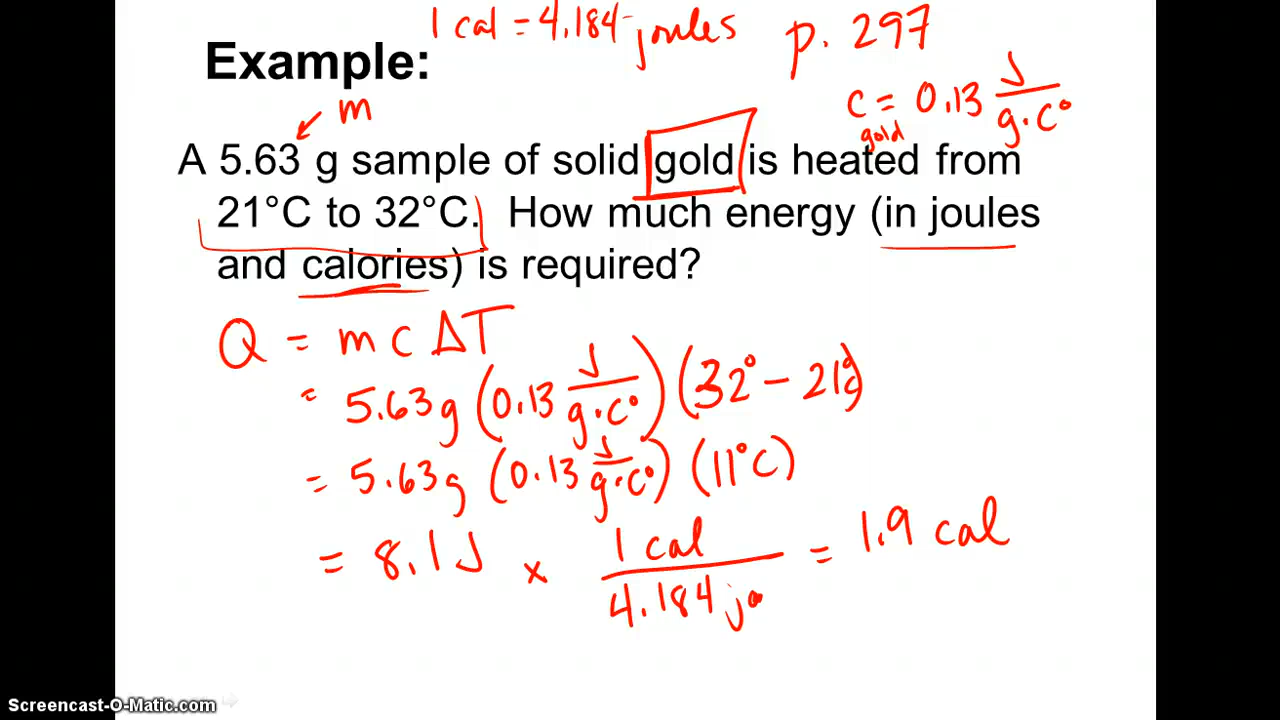 1 cal = 4.184 joules p. 297
Example:
m
c gold = 0.13 J/g·C°
A 5.63 g sample of solid gold is heated from
21°C to 32°C. How much energy (in joules
and calories) is required?
Q = m c ΔT
= 5.63g (0.13 J/g·C°) (32° - 21°C)
= 5.63g (0.13 J/g·C°) (11°C)
= 8.1 J x 1 cal/4.184 jo = 1.9 cal
Screencast-O-Matic.com